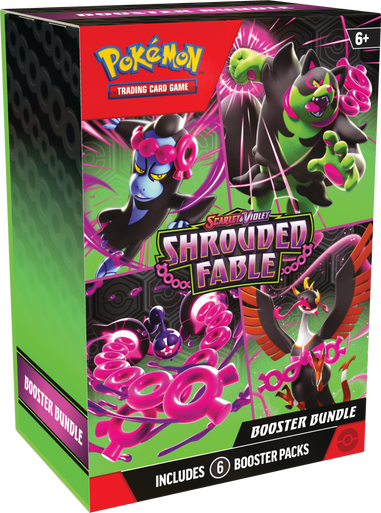 POKéMON
TRADING CARD GAME
6+
SCARLET & VIOLET
SHROUDED
FABLE
BOOSTER BUNDLE
BOOSTER BUNDLE
INCLUDES 6 BOOSTER PACKS